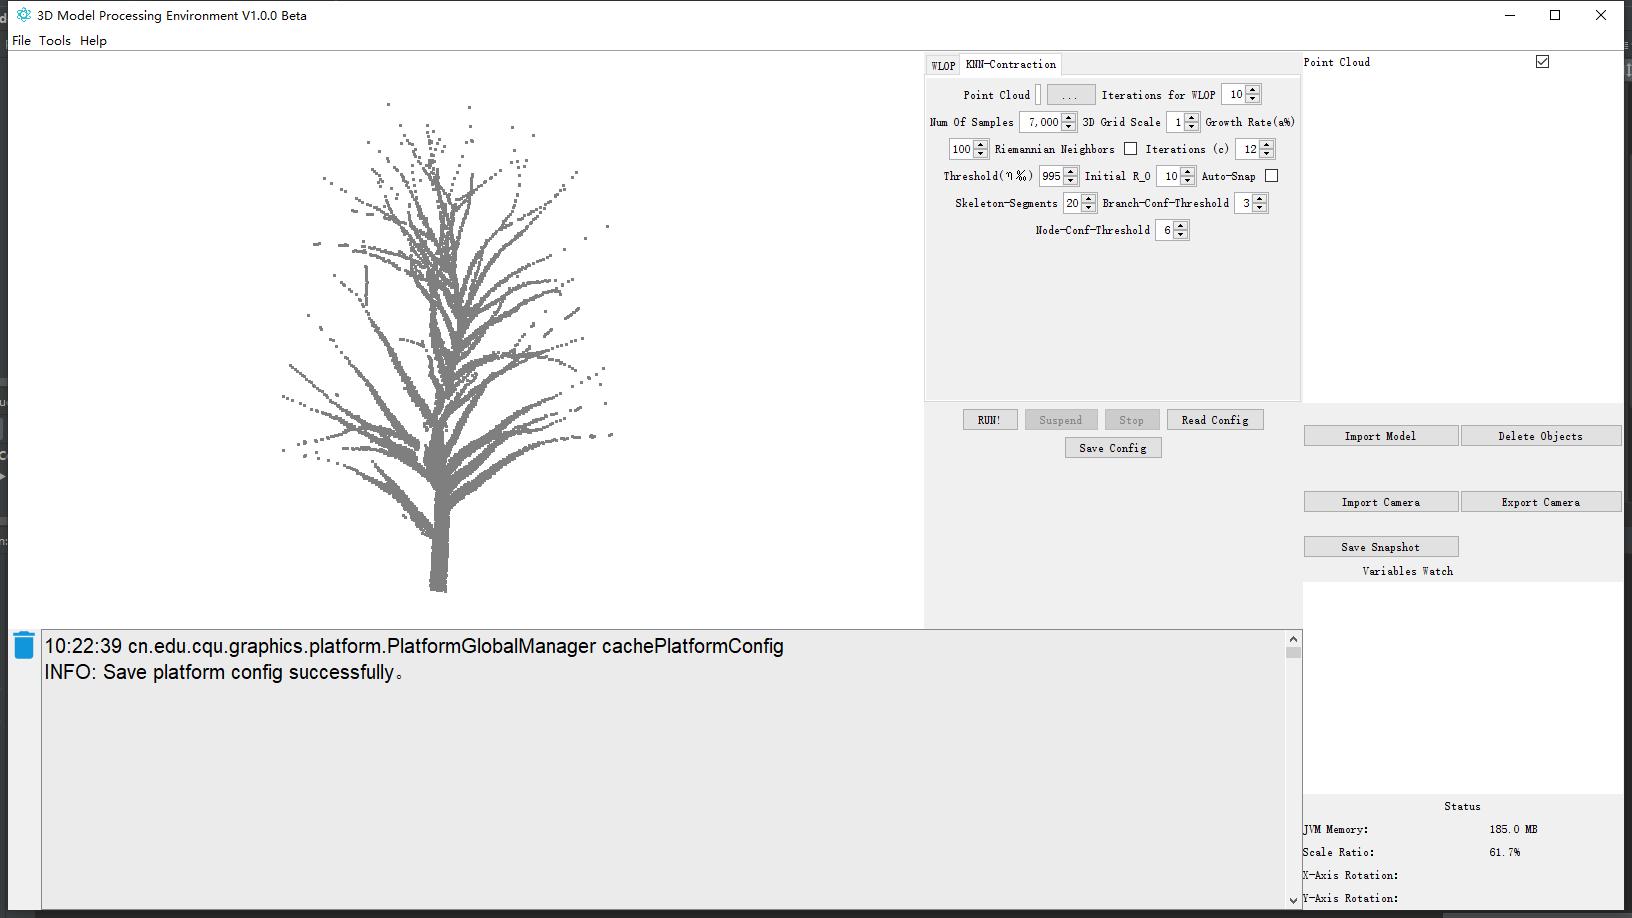 3D Model Processing Environment V1.0.0 Beta
File Tools Help
WLOP KNN-Contraction
Point Cloud ... Iterations for WLOP 10
Num Of Samples 7,000 3D Grid Scale 1 Growth Rate(a%)
100 Riemannian Neighbors Iterations (c) 12
Threshold(η‰) 995 Initial R_0 10 Auto-Snap
Skeleton-Segments 20 Branch-Conf-Threshold 3
Node-Conf-Threshold 6
RUN! Suspend Stop Read Config
Save Config
Point Cloud
Import Model Delete Objects
Import Camera Export Camera
Save Snapshot
Variables Watch
Status
JVM Memory: 185.0 MB
Scale Ratio: 61.7%
X-Axis Rotation:
Y-Axis Rotation:
10:22:39 cn.edu.cqu.graphics.platform.PlatformGlobalManager cachePlatformConfig
INFO: Save platform config successfully。